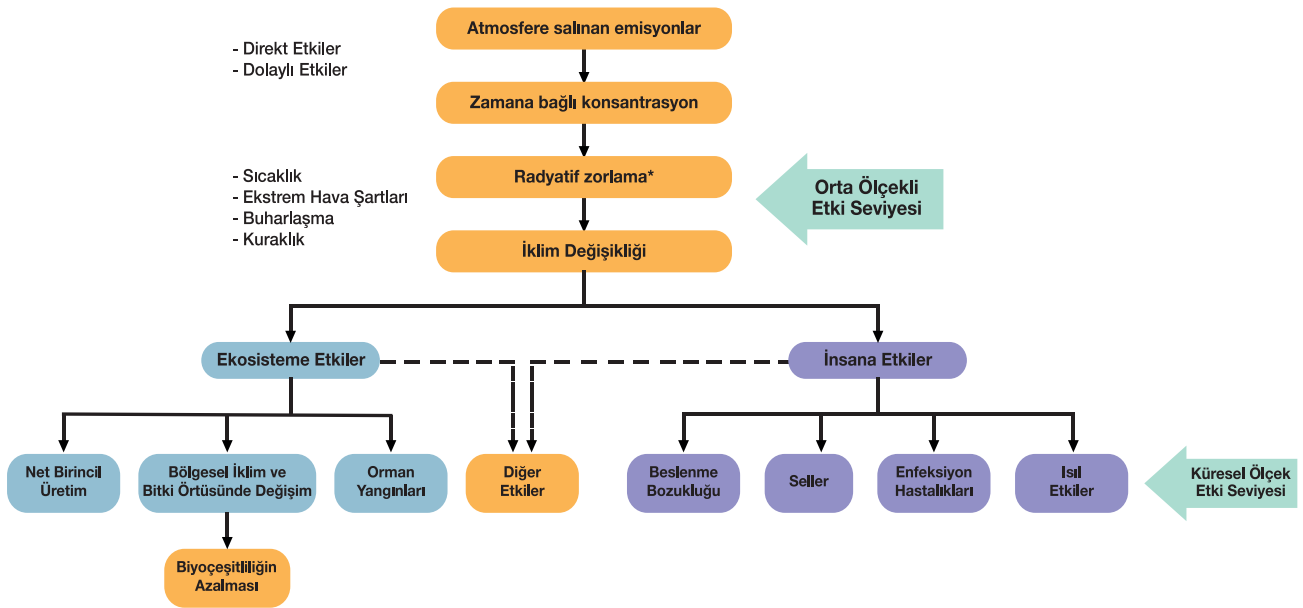 Atmosfere salınan emisyonlar
- Direkt Etkiler
- Dolaylı Etkiler
Zamana bağlı konsantrasyon
Radyatif zorlama*
- Sıcaklık
- Ekstrem Hava Şartları
- Buharlaşma
- Kuraklık
Orta Ölçekli
Etki Seviyesi
İklim Değişikliği
Ekosisteme Etkiler
İnsana Etkiler
Net Birincil
Üretim
Bölgesel İklim ve
Bitki Örtüsünde Değişim
Orman
Yangınları
Diğer
Etkiler
Beslenme
Bozukluğu
Seller
Enfeksiyon
Hastalıkları
Isıl
Etkiler
Küresel Ölçek
Etki Seviyesi
Biyoçeşitliliğin
Azalması